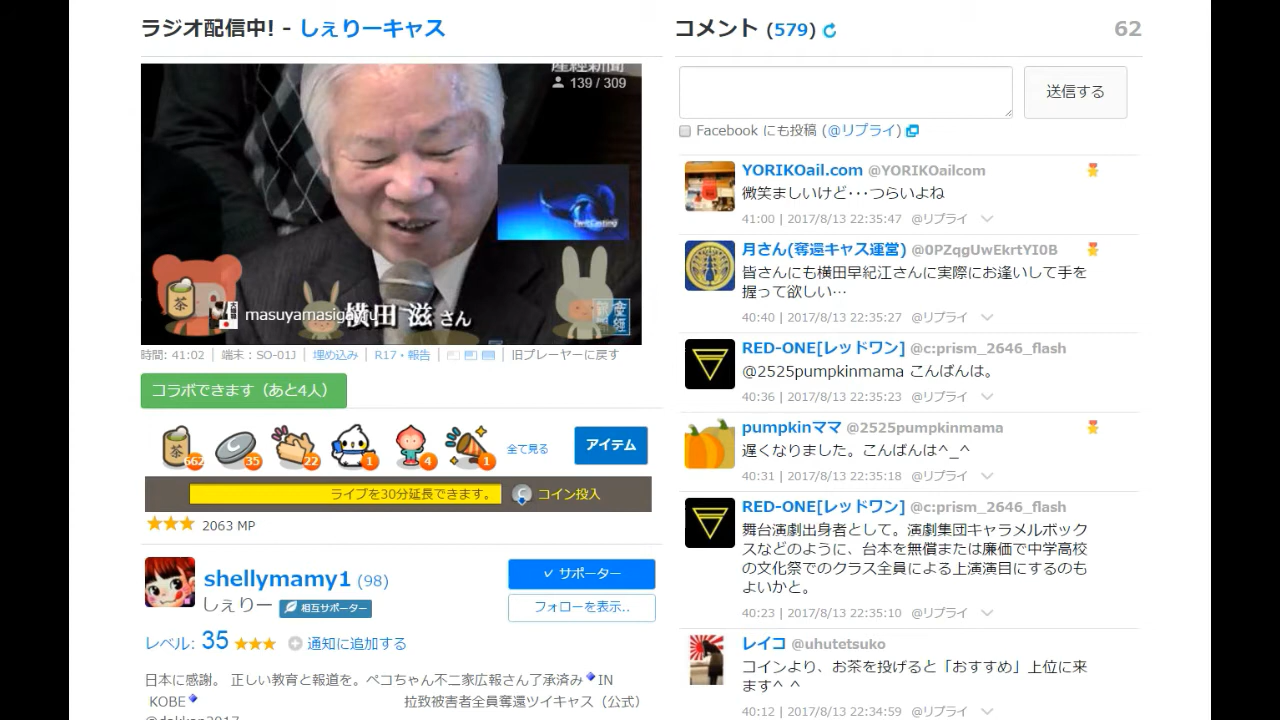 ラジオ配信中! - しぇりーキャス
コメント (579)
62
産経新聞
139 / 309
TwitCasting
茶
masuyamasigeru
横田 滋さん
産経
時間: 41:02 | 端末：SO-01J | 埋め込み | R17・報告 | 旧プレーヤーに戻す
コラボできます（あと4人）
茶
662
35
22
1
4
1
全て見る
アイテム
ライブを30分延長できます。
C コイン投入
2063 MP
shellymamy1 (98)
しぇりー 相互サポーター
✓ サポーター
フォローを表示..
レベル: 35
通知に追加する
日本に感謝。 正しい教育と報道を。ペコちゃん不二家広報さん了承済み IN
KOBE 拉致被害者全員奪還ツイキャス（公式）
送信する
Facebook にも投稿 (@リプライ)
YORIKOail.com @YORIKOailcom
微笑ましいけど･･･つらいよね
41:00 | 2017/8/13 22:35:47 @リプライ
月さん(奪還キャス運営) @0PZqgUwEkrtYI0B
皆さんにも横田早紀江さんに実際にお逢いして手を
握って欲しい…
40:40 | 2017/8/13 22:35:27 @リプライ
RED-ONE[レッドワン] @c:prism_2646_flash
@2525pumpkinmama こんばんは。
40:36 | 2017/8/13 22:35:23 @リプライ
pumpkinママ @2525pumpkinmama
遅くなりました。こんばんは^_^
40:31 | 2017/8/13 22:35:18 @リプライ
RED-ONE[レッドワン] @c:prism_2646_flash
舞台演劇出身者として。演劇集団キャラメルボック
スなどのように、台本を無償または廉価で中学高校
の文化祭でのクラス全員による上演演目にするのも
よいかと。
40:23 | 2017/8/13 22:35:10 @リプライ
レイコ @uhutetsuko
コインより、お茶を投げると「おすすめ」上位に来
ます^ ^
40:12 | 2017/8/13 22:34:59 @リプライ